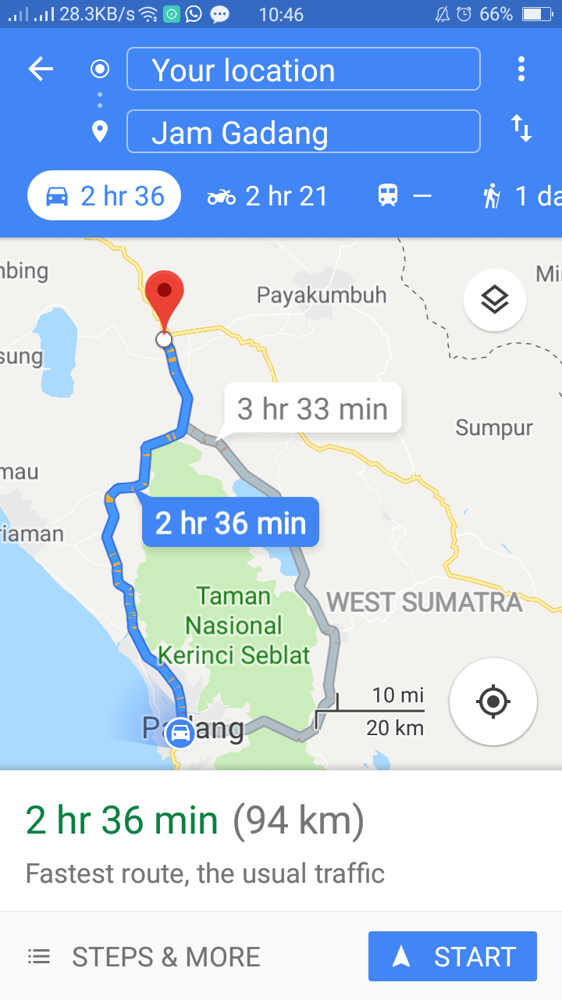 28.3KB/s 10:46 66%
Your location
Jam Gadang
2 hr 36 2 hr 21 — 1 da
nbing
Payakumbuh
Mi
sung
3 hr 33 min
Sumpur
mau
2 hr 36 min
riaman
Taman
Nasional
Kerinci Seblat
WEST SUMATRA
10 mi
20 km
Padang
2 hr 36 min (94 km)
Fastest route, the usual traffic
STEPS & MORE START